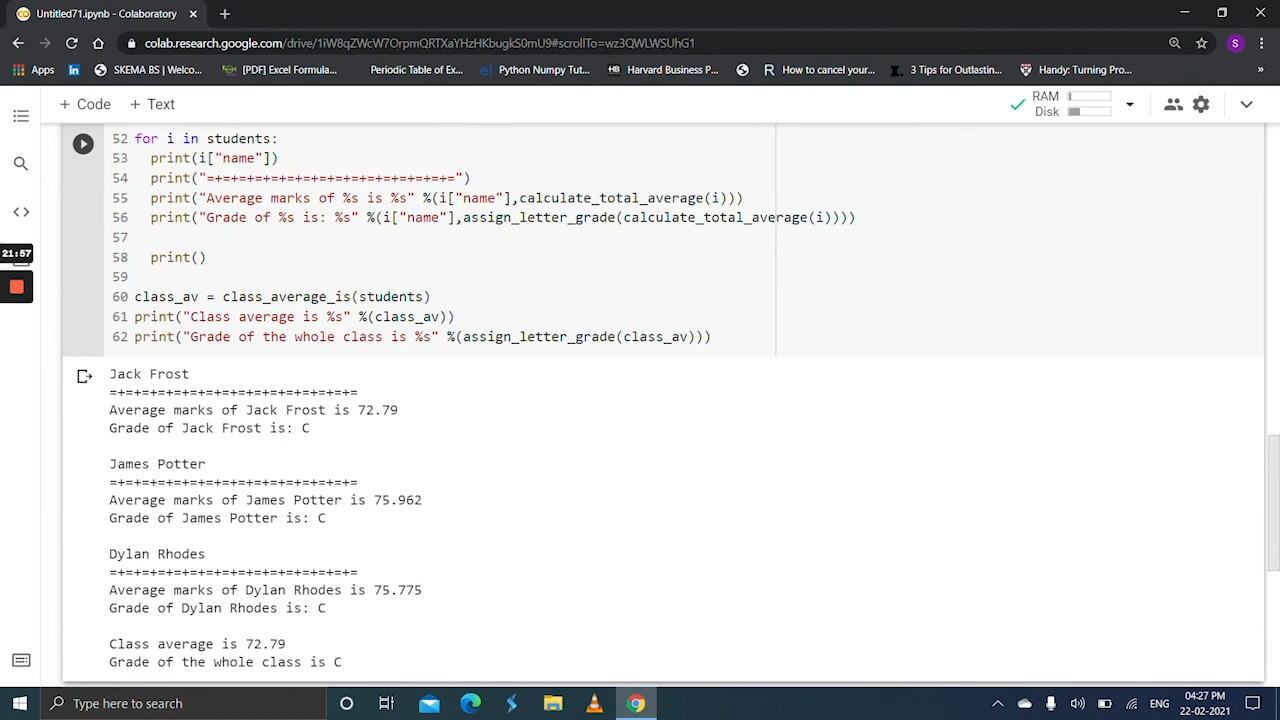 Untitled71.ipynb - Colaboratory
colab.research.google.com/drive/1iW8qZWcW7OrpmQRTXaYHzHKbugkS0mU9#scrollTo=wz3QWLWSUhG1
S
Apps
SKEMA BS | Welco...
[PDF] Excel Formula...
Periodic Table of Ex...
Python Numpy Tut...
Harvard Business P...
How to cancel your...
3 Tips for Outlastin...
Handy: Turning Pro...
+ Code + Text
RAM
Disk
52 for i in students:
53 print(i["name"])
54 print("=+=+=+=+=+=+=+=+=+=+=+=+=+=+=+=")
55 print("Average marks of %s is %s" %(i["name"],calculate_total_average(i)))
56 print("Grade of %s is: %s" %(i["name"],assign_letter_grade(calculate_total_average(i))))
57
21:57
58 print()
59
60 class_av = class_average_is(students)
61 print("Class average is %s" %(class_av))
62 print("Grade of the whole class is %s" %(assign_letter_grade(class_av)))
Jack Frost
=+=+=+=+=+=+=+=+=+=+=+=+=+=+=+=
Average marks of Jack Frost is 72.79
Grade of Jack Frost is: C
James Potter
=+=+=+=+=+=+=+=+=+=+=+=+=+=+=+=
Average marks of James Potter is 75.962
Grade of James Potter is: C
Dylan Rhodes
=+=+=+=+=+=+=+=+=+=+=+=+=+=+=+=
Average marks of Dylan Rhodes is 75.775
Grade of Dylan Rhodes is: C
Class average is 72.79
Grade of the whole class is C
Type here to search
ENG
04:27 PM
22-02-2021